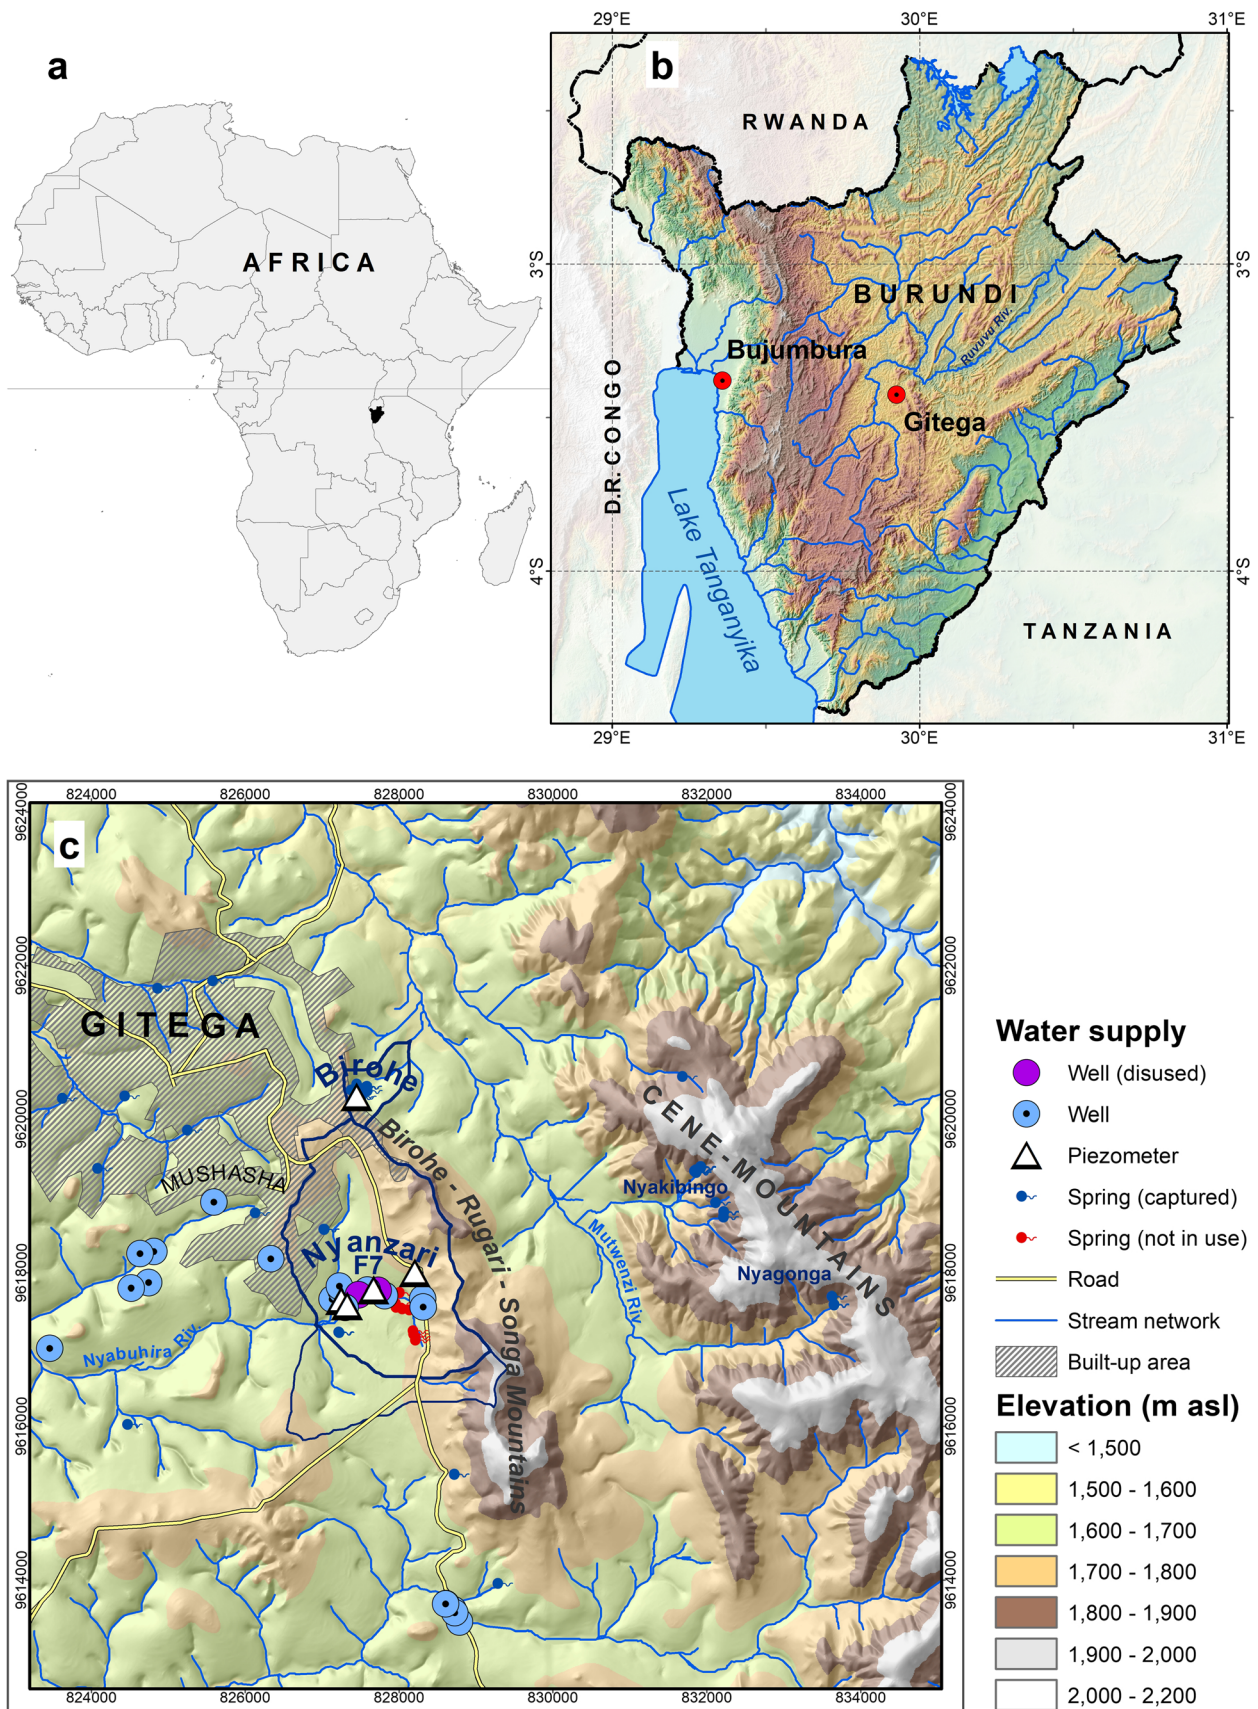 a
AFRICA
29°E
30°E
31°E
b
RWANDA
3°S
3°S
BURUNDI
Ruvuvu Riv.
Bujumbura
Gitega
D.R. CONGO
Lake Tanganyika
4°S
4°S
TANZANIA
29°E
30°E
31°E
824000
826000
828000
830000
832000
834000
9624000
9624000
c
9622000
9622000
GITEGA
Birohe
9620000
9620000
CENE-MOUNTAINS
Birohe - Rugari - Songa Mountains
MUSHASHA
Nyakibingo
Mutwenzi Riv.
Nyanzari
F7
9618000
9618000
Nyagonga
Nyabuhira Riv.
9616000
9616000
9614000
9614000
824000
826000
828000
830000
832000
834000
Water supply
Well (disused)
Well
Piezometer
Spring (captured)
Spring (not in use)
Road
Stream network
Built-up area
Elevation (m asl)
< 1,500
1,500 - 1,600
1,600 - 1,700
1,700 - 1,800
1,800 - 1,900
1,900 - 2,000
2,000 - 2,200